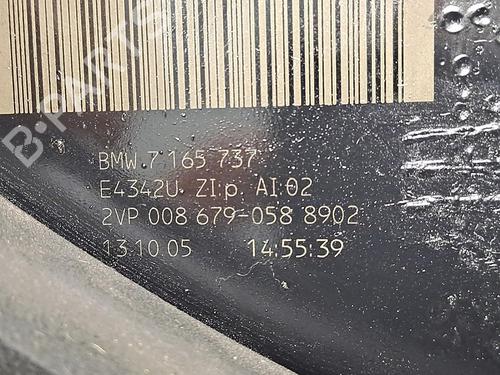 B-PARTS
BMW 7 165 737
E4342U ZI:p AI 02
2VP 008 679-058 8902
13.10.05 14:55:39